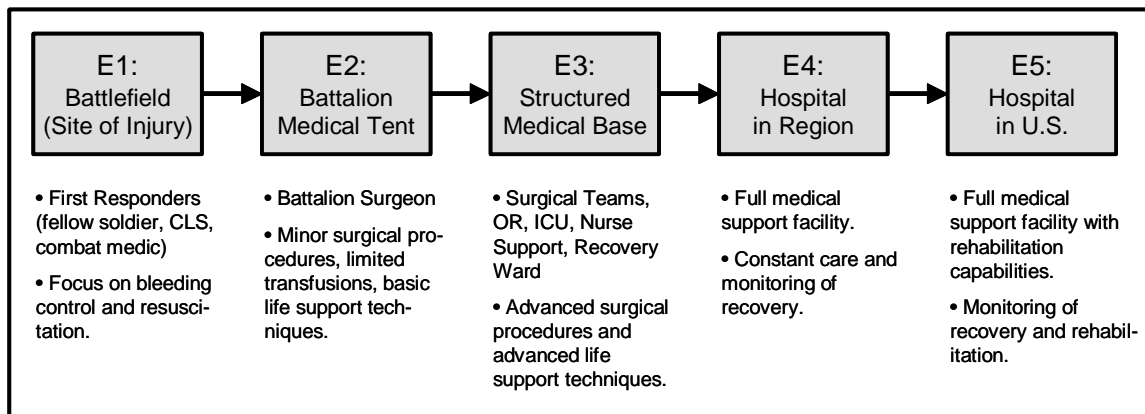 E1:
Battlefield
(Site of Injury)
E2:
Battalion
Medical Tent
E3:
Structured
Medical Base
E4:
Hospital
in Region
E5:
Hospital
in U.S.
• First Responders
(fellow soldier, CLS,
combat medic)
• Focus on bleeding
control and resusci-
tation.
• Battalion Surgeon
• Minor surgical pro-
cedures, limited
transfusions, basic
life support tech-
niques.
• Surgical Teams,
OR, ICU, Nurse
Support, Recovery
Ward
• Advanced surgical
procedures and
advanced life
support techniques.
• Full medical
support facility.
• Constant care and
monitoring of
recovery.
• Full medical
support facility with
rehabilitation
capabilities.
• Monitoring of
recovery and rehabil-
itation.